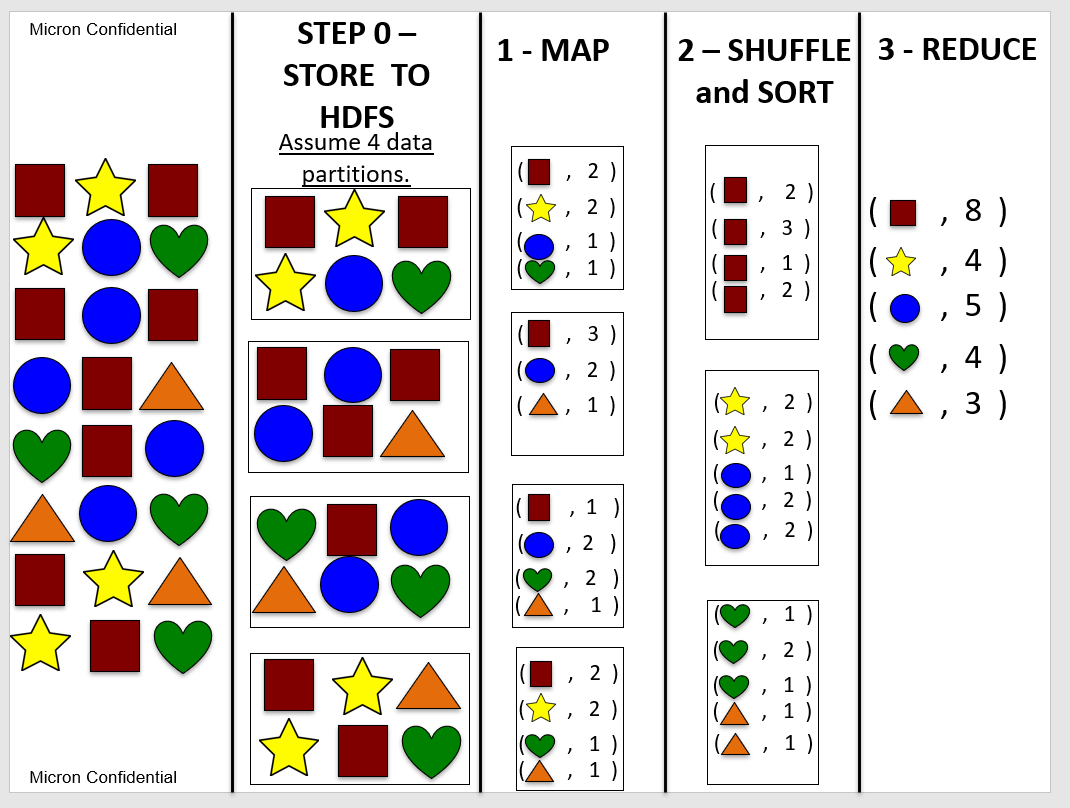 Micron Confidential
STEP 0 –
STORE TO
HDFS
Assume 4 data
partitions.
1 - MAP
( , 2 )
( , 2 )
( , 1 )
( , 1 )
( , 3 )
( , 2 )
( , 1 )
( , 1 )
( , 2 )
( , 2 )
( , 1 )
( , 2 )
( , 2 )
( , 1 )
( , 1 )
2 – SHUFFLE
and SORT
( , 2 )
( , 3 )
( , 1 )
( , 2 )
( , 2 )
( , 2 )
( , 1 )
( , 2 )
( , 2 )
( , 1 )
( , 2 )
( , 1 )
( , 1 )
( , 1 )
3 - REDUCE
( , 8 )
( , 4 )
( , 5 )
( , 4 )
( , 3 )
Micron Confidential